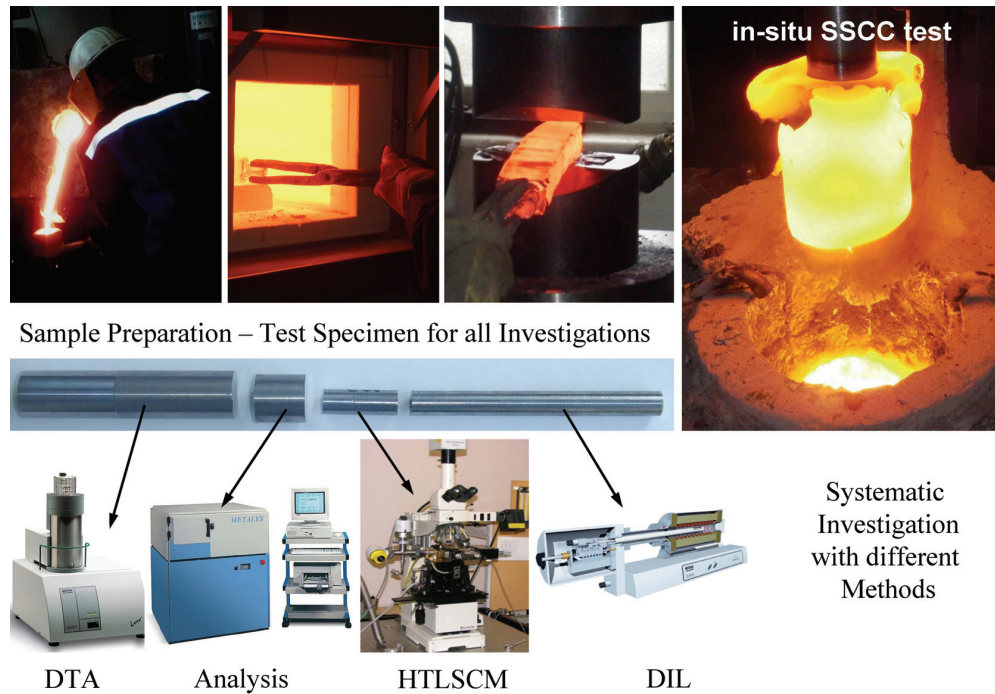 in-situ SSCC test
Sample Preparation – Test Specimen for all Investigations
METALYS
Systematic
Investigation
with different
Methods
DTA
Analysis
HTLSCM
DIL